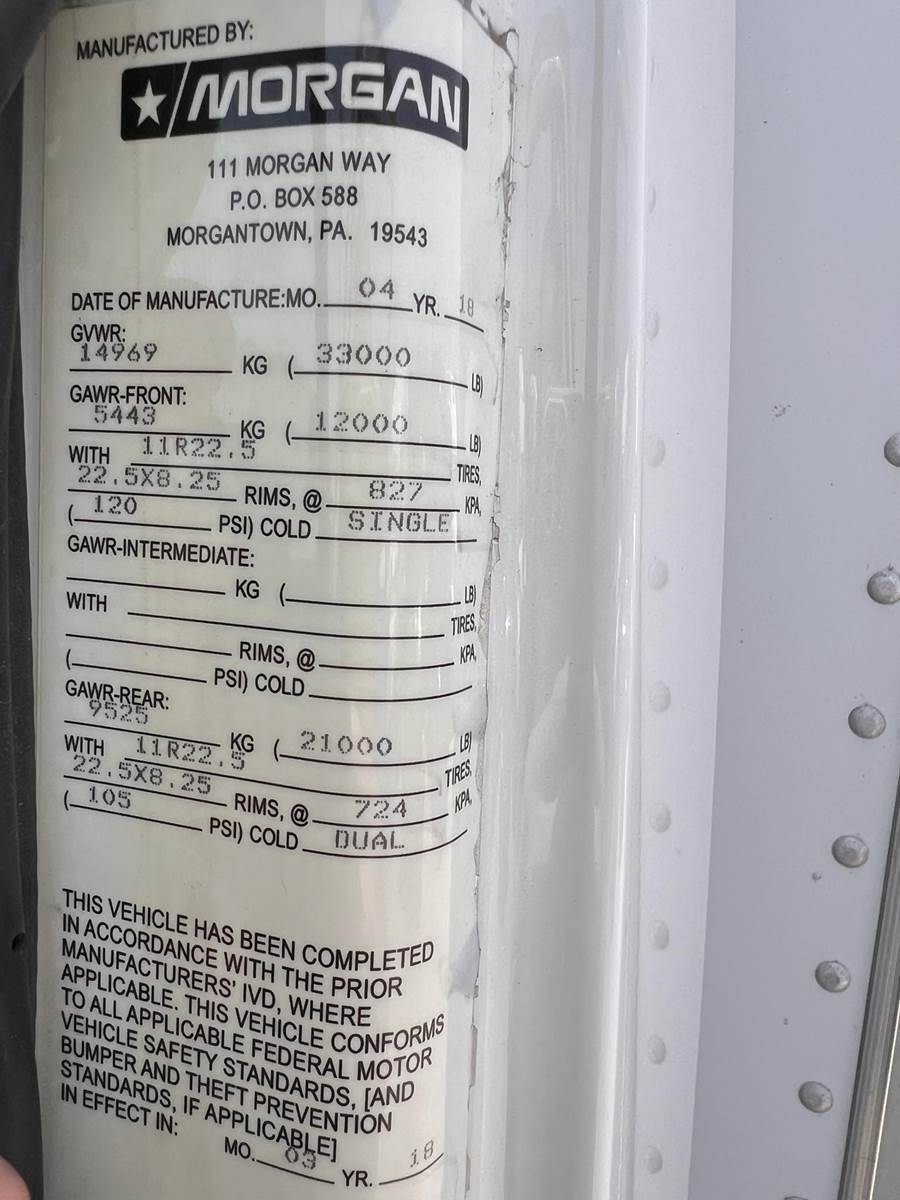 MANUFACTURED BY:
MORGAN
111 MORGAN WAY
P.O. BOX 588
MORGANTOWN, PA. 19543
DATE OF MANUFACTURE:MO. 04 YR. 18
GVWR:
14969 KG ( 33000 LB)
GAWR-FRONT:
5443 KG ( 12000 LB)
WITH 11R22.5 TIRES,
22.5X8.25 RIMS, @ 827 KPA,
( 120 PSI) COLD SINGLE
GAWR-INTERMEDIATE:
KG ( LB)
WITH TIRES,
RIMS, @ KPA,
( PSI) COLD
GAWR-REAR:
9525 KG ( 21000 LB)
WITH 11R22.5 TIRES,
22.5X8.25 RIMS, @ 724 KPA,
( 105 PSI) COLD DUAL
THIS VEHICLE HAS BEEN COMPLETED
IN ACCORDANCE WITH THE PRIOR
MANUFACTURERS' IVD, WHERE
APPLICABLE. THIS VEHICLE CONFORMS
TO ALL APPLICABLE FEDERAL MOTOR
VEHICLE SAFETY STANDARDS, [AND
BUMPER AND THEFT PREVENTION
STANDARDS, IF APPLICABLE]
IN EFFECT IN:
MO. 03 YR. 18